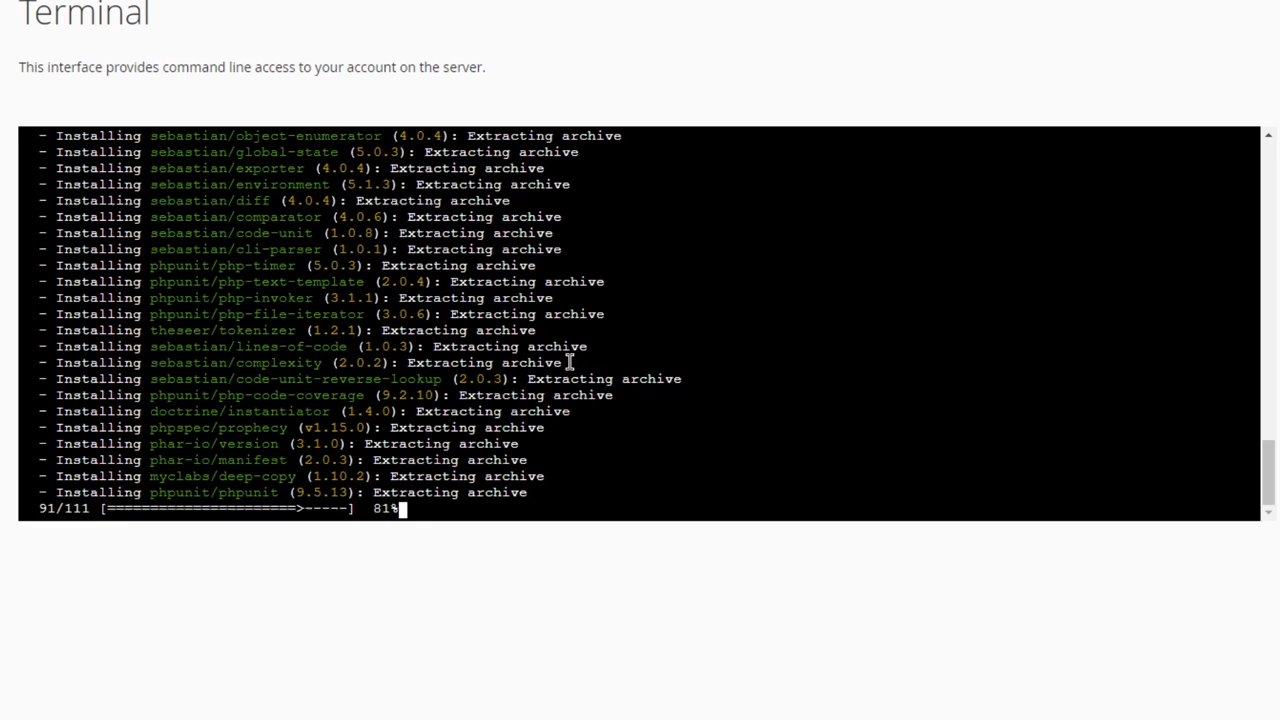 Terminal
This interface provides command line access to your account on the server.
- Installing sebastian/object-enumerator (4.0.4): Extracting archive
- Installing sebastian/global-state (5.0.3): Extracting archive
- Installing sebastian/exporter (4.0.4): Extracting archive
- Installing sebastian/environment (5.1.3): Extracting archive
- Installing sebastian/diff (4.0.4): Extracting archive
- Installing sebastian/comparator (4.0.6): Extracting archive
- Installing sebastian/code-unit (1.0.8): Extracting archive
- Installing sebastian/cli-parser (1.0.1): Extracting archive
- Installing phpunit/php-timer (5.0.3): Extracting archive
- Installing phpunit/php-text-template (2.0.4): Extracting archive
- Installing phpunit/php-invoker (3.1.1): Extracting archive
- Installing phpunit/php-file-iterator (3.0.6): Extracting archive
- Installing theseer/tokenizer (1.2.1): Extracting archive
- Installing sebastian/lines-of-code (1.0.3): Extracting archive
- Installing sebastian/complexity (2.0.2): Extracting archive
- Installing sebastian/code-unit-reverse-lookup (2.0.3): Extracting archive
- Installing phpunit/php-code-coverage (9.2.10): Extracting archive
- Installing doctrine/instantiator (1.4.0): Extracting archive
- Installing phpspec/prophecy (v1.15.0): Extracting archive
- Installing phar-io/version (3.1.0): Extracting archive
- Installing phar-io/manifest (2.0.3): Extracting archive
- Installing myclabs/deep-copy (1.10.2): Extracting archive
- Installing phpunit/phpunit (9.5.13): Extracting archive
91/111 [======================>-----]  81%